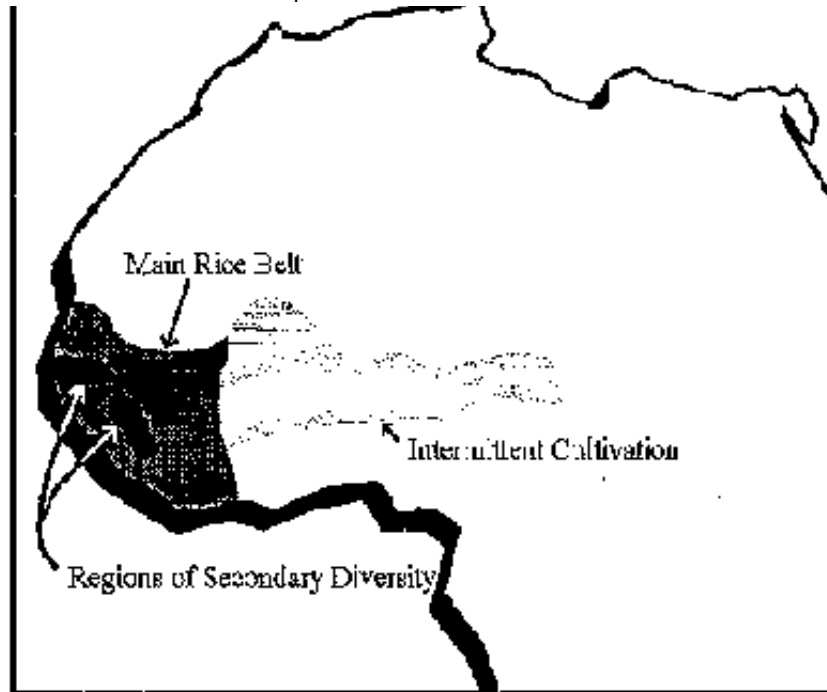 Main Rice Belt
Intermittent Cultivation
Regions of Secondary Diversity